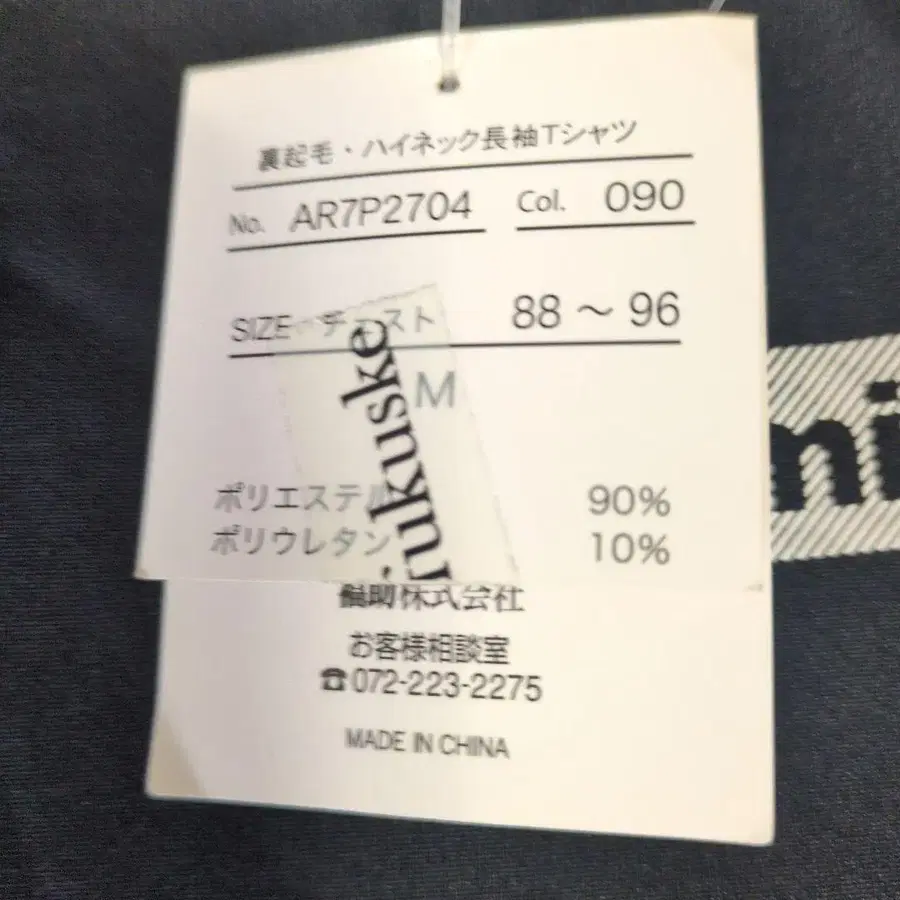 裏起毛・ハイネック長袖Tシャツ
No. AR7P2704 Col. 090
SIZE チェスト 88～96
M
fukuske
ポリエステル 90%
ポリウレタン 10%
福助株式会社
お客様相談室
☎072-223-2275
MADE IN CHINA
mi